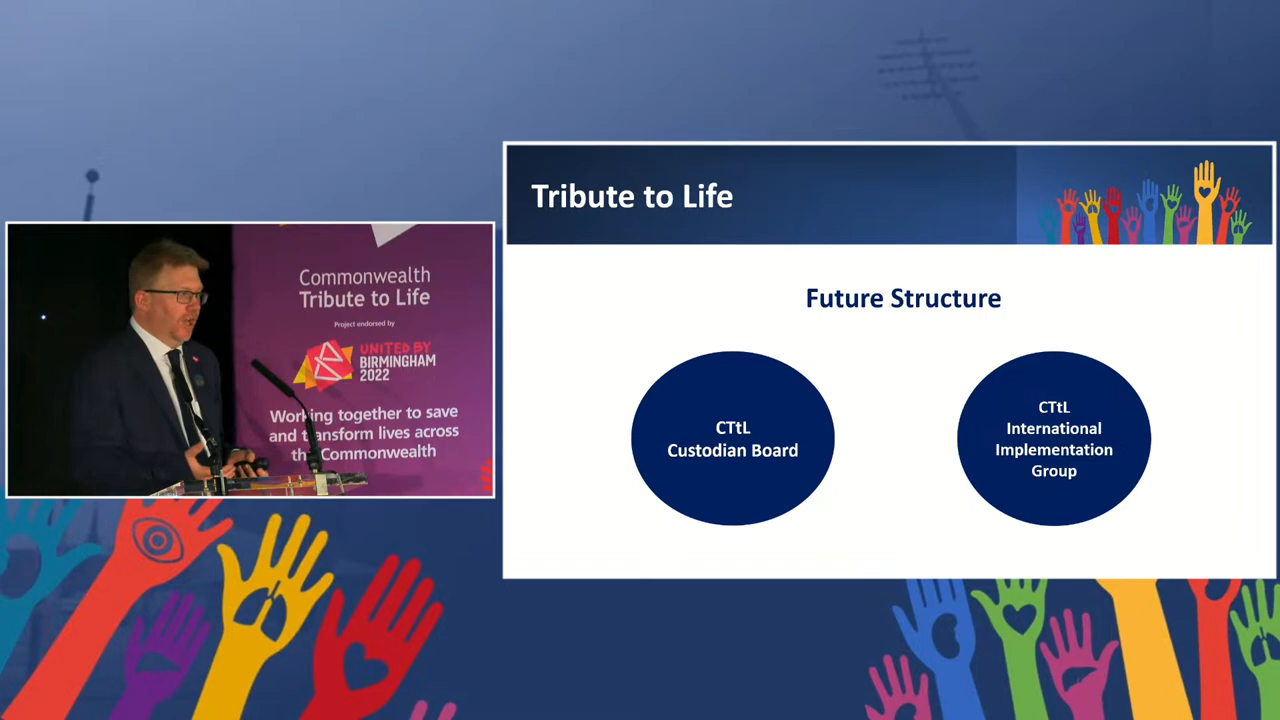 Commonwealth
Tribute to Life
Project endorsed by
UNITED BY
BIRMINGHAM
2022
Working together to save
and transform lives across
the Commonwealth
Tribute to Life
Future Structure
CTtL
Custodian Board
CTtL
International
Implementation
Group